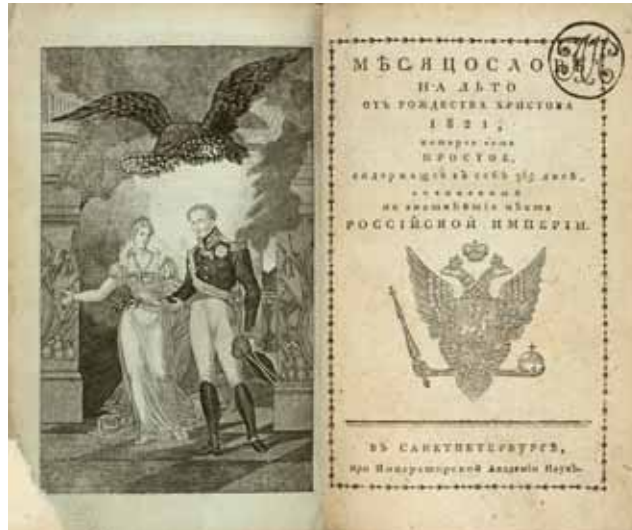 МѢСЯЦОСЛОВЪ
НА ЛѢТО
ОТЪ РОЖДЕСТВА ХРИСТОВА
1821,
которое есть
ПРОСТОЕ,
содержащее въ себѣ 365 дней,
сочиненный
на знатнѣйшія мѣста
РОССІЙСКОЙ ИМПЕРІИ.
ВЪ САНКТПЕТЕРБУРГѢ,
при Императорской Академіи Наукъ.